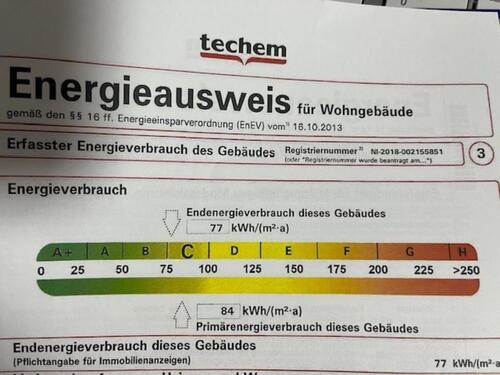 techem
Energieausweis für Wohngebäude
gemäß den §§ 16 ff. Energieeinsparverordnung (EnEV) vom¹⁾ 16.10.2013
Erfasster Energieverbrauch des Gebäudes Registriernummer²⁾ NI-2018-002155851
(oder "Registriernummer wurde beantragt am...")
3
Energieverbrauch
Endenergieverbrauch dieses Gebäudes
77 kWh/(m²·a)
A+ A B C D E F G H
0 25 50 75 100 125 150 175 200 225 >250
84 kWh/(m²·a)
Primärenergieverbrauch dieses Gebäudes
Endenergieverbrauch dieses Gebäudes
(Pflichtangabe für Immobilienanzeigen) 77 kWh/(m²·a